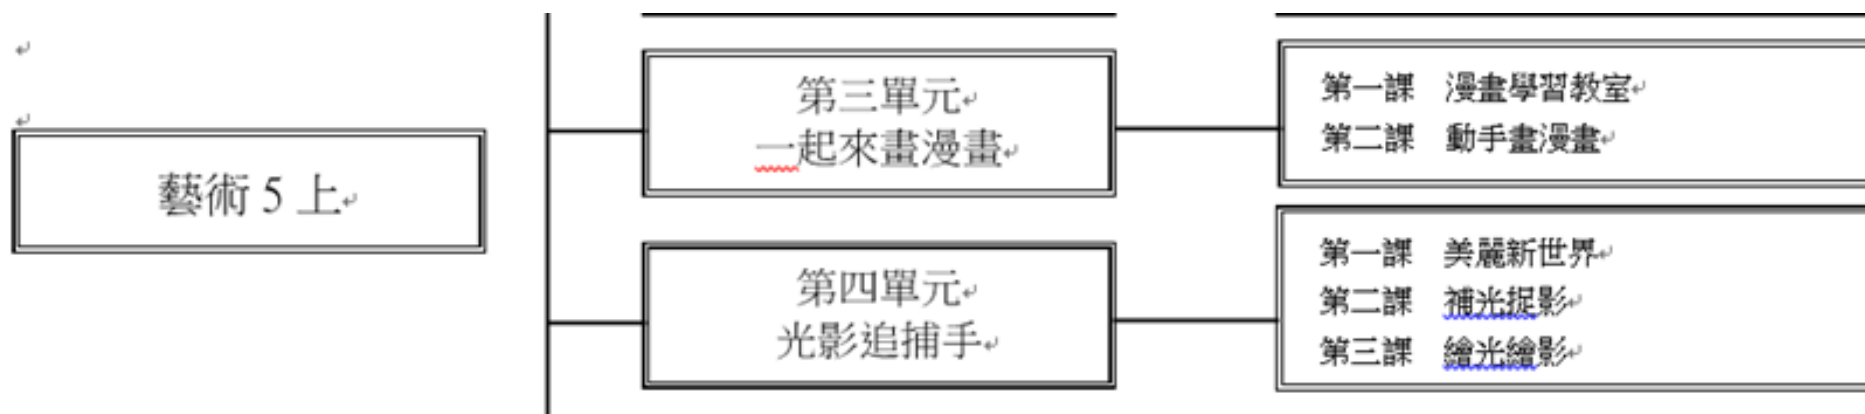 藝術 5 上
第三單元
一起來畫漫畫
第一課　漫畫學習教室
第二課　動手畫漫畫
第四單元
光影追捕手
第一課　美麗新世界
第二課　補光捉影
第三課　繪光繪影